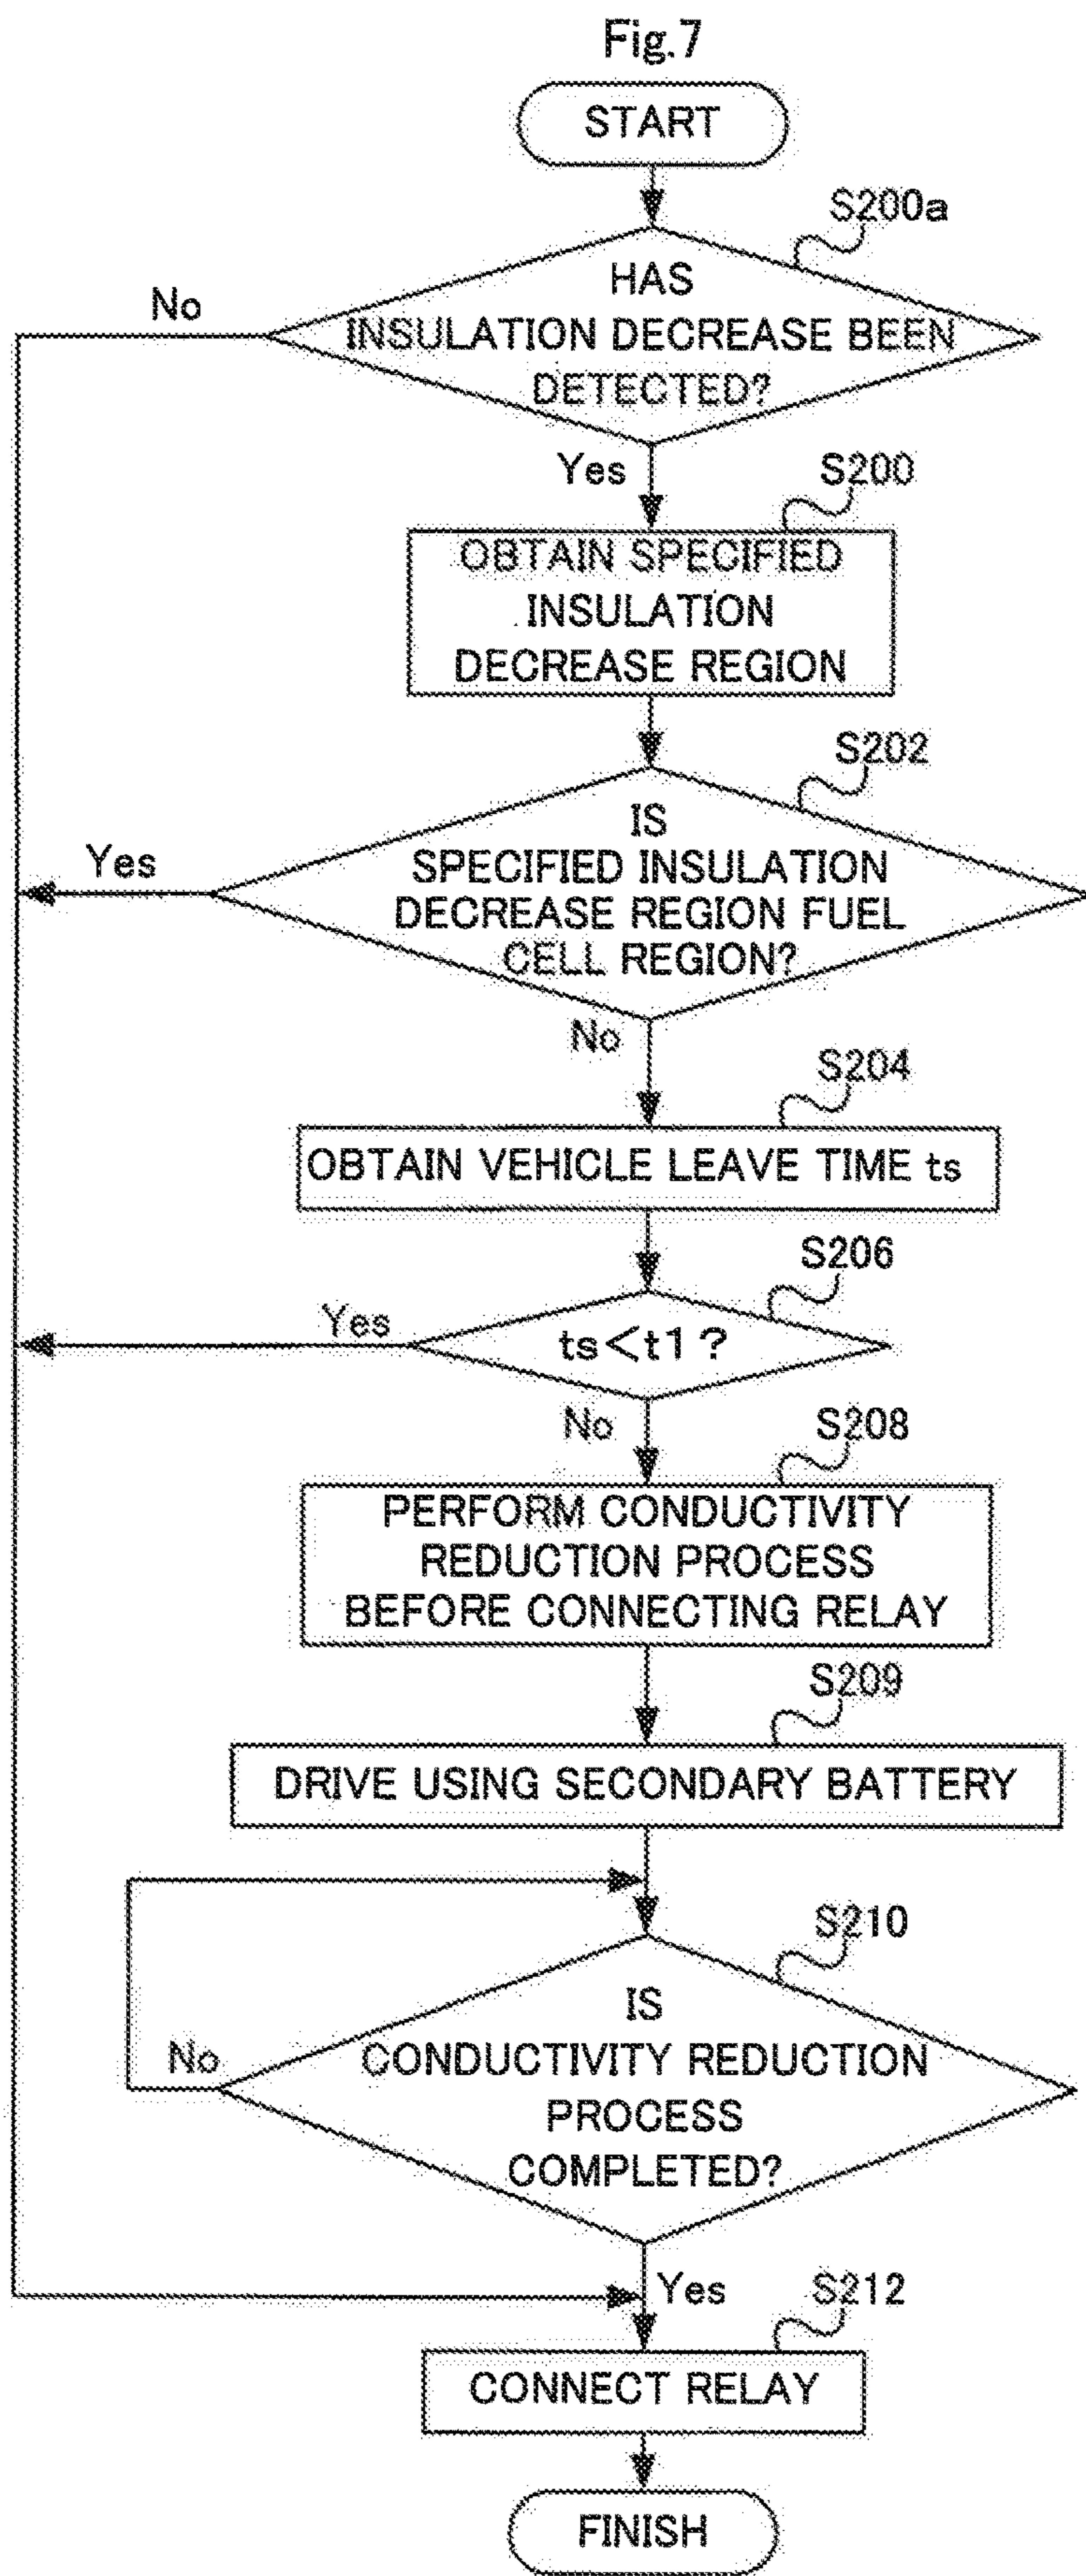 Fig.7
START
S200a
HAS
INSULATION DECREASE BEEN
DETECTED?
No
Yes
S200
OBTAIN SPECIFIED
INSULATION
DECREASE REGION
S202
IS
SPECIFIED INSULATION
DECREASE REGION FUEL
CELL REGION?
Yes
No
S204
OBTAIN VEHICLE LEAVE TIME ts
S206
ts<t1?
Yes
No
S208
PERFORM CONDUCTIVITY
REDUCTION PROCESS
BEFORE CONNECTING RELAY
S209
DRIVE USING SECONDARY BATTERY
S210
IS
CONDUCTIVITY REDUCTION
PROCESS
COMPLETED?
No
Yes
S212
CONNECT RELAY
FINISH